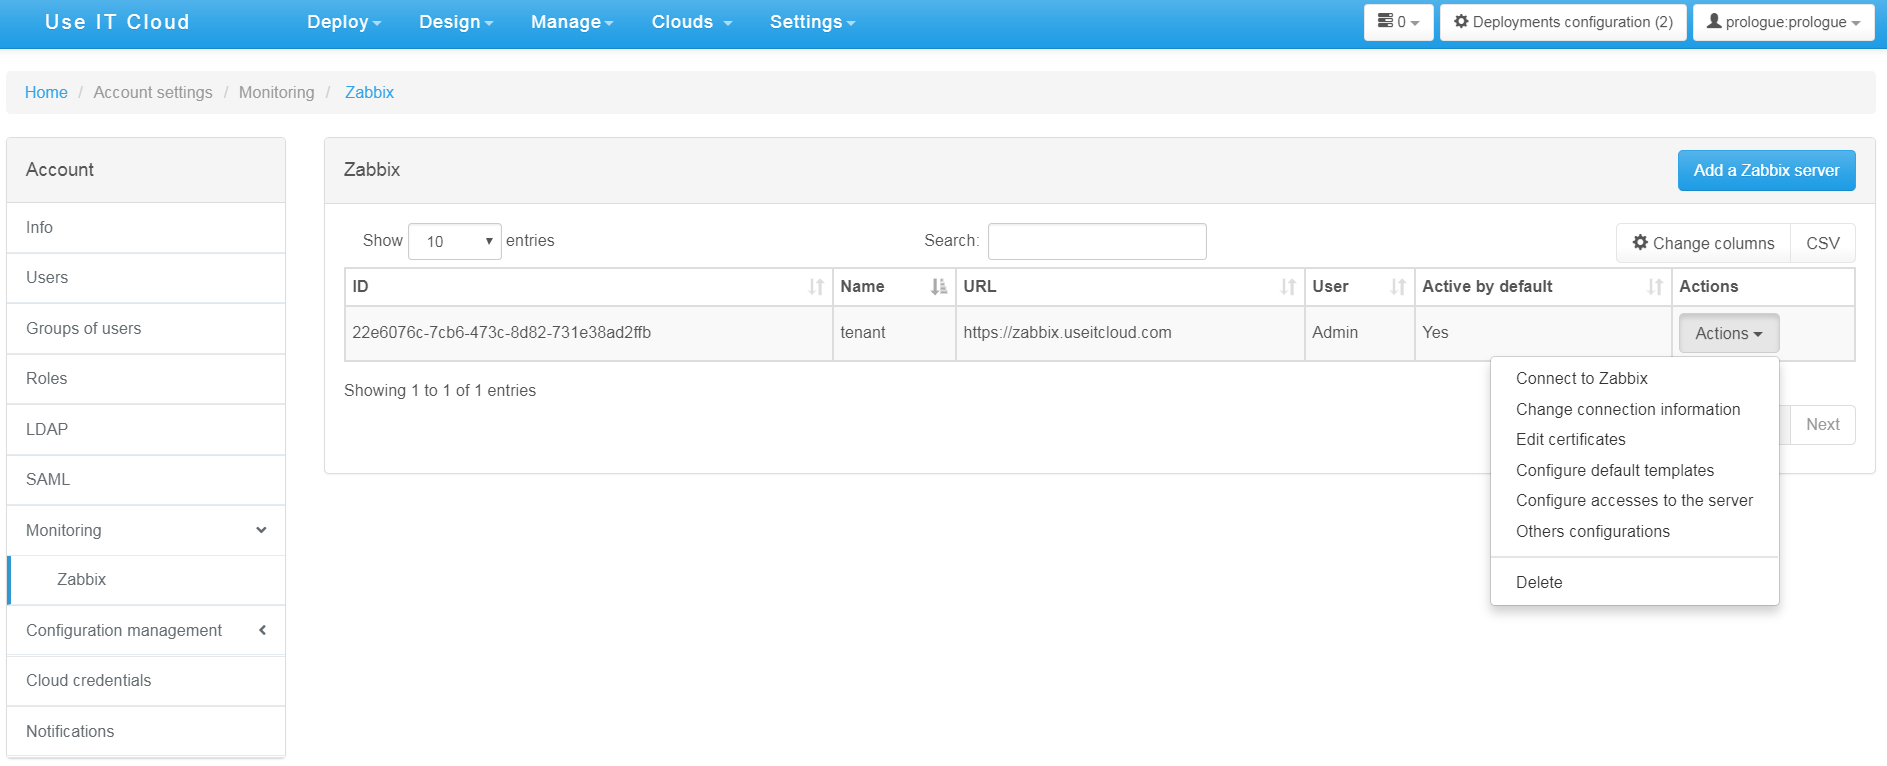 Use IT Cloud Deploy Design Manage Clouds Settings 0 Deployments configuration (2) prologue:prologue
Home / Account settings / Monitoring / Zabbix
Account
Info
Users
Groups of users
Roles
LDAP
SAML
Monitoring
Zabbix
Configuration management
Cloud credentials
Notifications
Zabbix Add a Zabbix server
Show 10 entries Search: Change columns CSV
ID Name URL User Active by default Actions
22e6076c-7cb6-473c-8d82-731e38ad2ffb tenant https://zabbix.useitcloud.com Admin Yes Actions
Showing 1 to 1 of 1 entries
Next
Connect to Zabbix
Change connection information
Edit certificates
Configure default templates
Configure accesses to the server
Others configurations
Delete